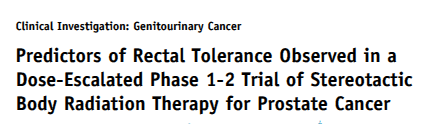 Clinical Investigation: Genitourinary Cancer
Predictors of Rectal Tolerance Observed in a
Dose-Escalated Phase 1-2 Trial of Stereotactic
Body Radiation Therapy for Prostate Cancer